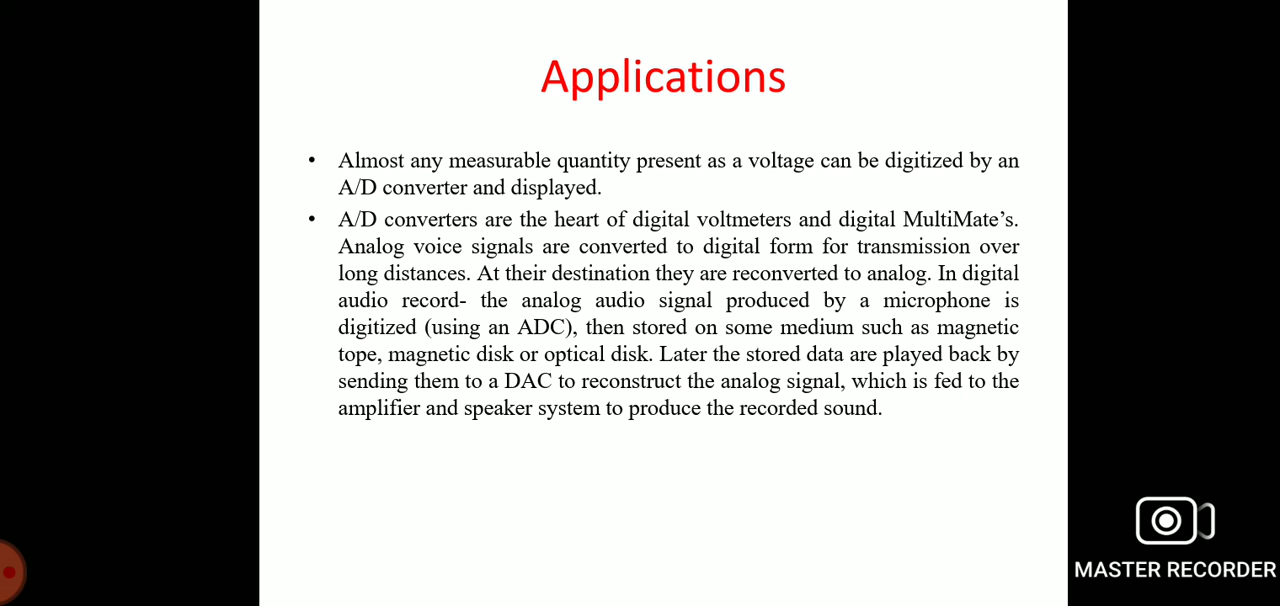 Applications
• Almost any measurable quantity present as a voltage can be digitized by an
A/D converter and displayed.
• A/D converters are the heart of digital voltmeters and digital MultiMate’s.
Analog voice signals are converted to digital form for transmission over
long distances. At their destination they are reconverted to analog. In digital
audio record- the analog audio signal produced by a microphone is
digitized (using an ADC), then stored on some medium such as magnetic
tope, magnetic disk or optical disk. Later the stored data are played back by
sending them to a DAC to reconstruct the analog signal, which is fed to the
amplifier and speaker system to produce the recorded sound.
MASTER RECORDER